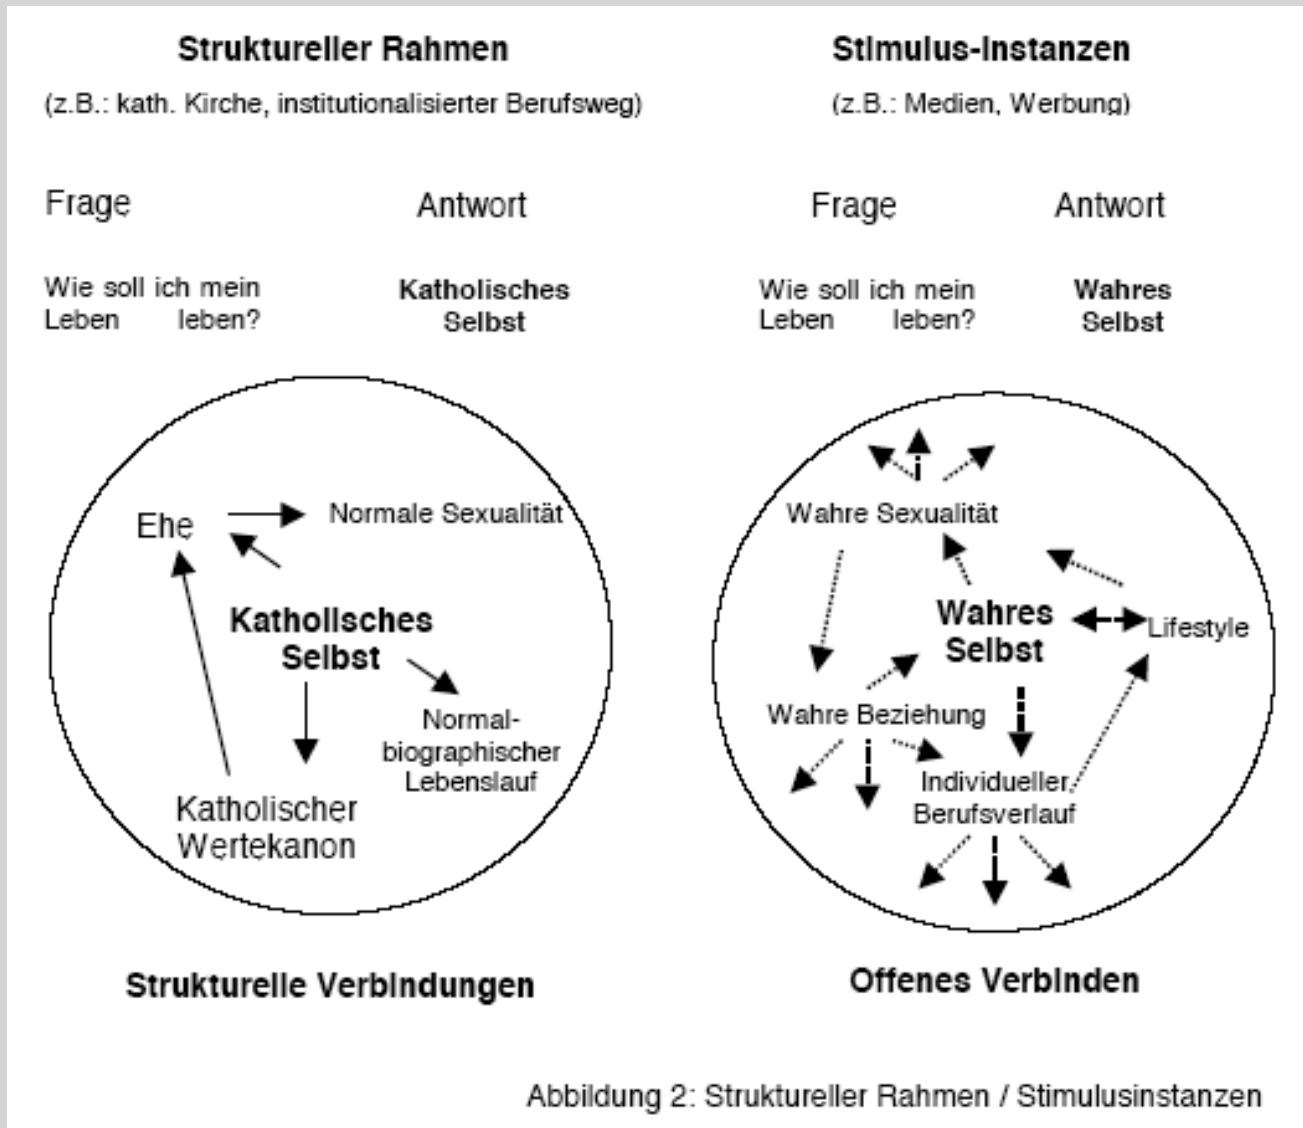 Struktureller Rahmen
(z.B.: kath. Kirche, institutionalisierter Berufsweg)
Frage
Antwort
Wie soll ich mein
Leben leben?
Katholisches
Selbst
Ehe
Normale Sexualität
Katholisches
Selbst
Normal-
biographischer
Lebenslauf
Katholischer
Wertekanon
Strukturelle Verbindungen
Stimulus-Instanzen
(z.B.: Medien, Werbung)
Frage
Antwort
Wie soll ich mein
Leben leben?
Wahres
Selbst
Wahre Sexualität
Wahres
Selbst
Lifestyle
Wahre Beziehung
Individueller
Berufsverlauf
Offenes Verbinden
Abbildung 2: Struktureller Rahmen / Stimulusinstanzen